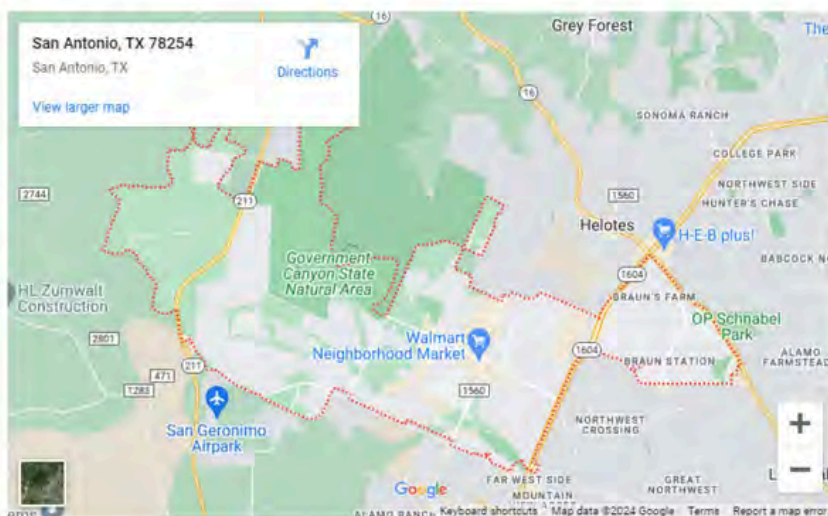 San Antonio, TX 78254
San Antonio, TX
Directions
View larger map
16
Grey Forest
The
SONOMA RANCH
16
COLLEGE PARK
2744
211
1560
NORTHWEST SIDE
HUNTER'S CHASE
Helotes
H-E-B plus!
Government
Canyon State
Natural Area
BABCOCK NO
1604
HL Zumwalt
Construction
BRAUN'S FARM
OP Schnabel
Park
2801
Walmart
Neighborhood Market
1604
ALAMO
FARMSTEAD
BRAUN STATION
211
471
1283
1560
San Geronimo
Airpark
NORTHWEST
CROSSING
+
−
FAR WEST SIDE
GREAT
NORTHWEST
MOUNTAIN
L
Google
ALAMO RANCH
Keyboard shortcuts
Map data ©2024 Google
Terms
Report a map error